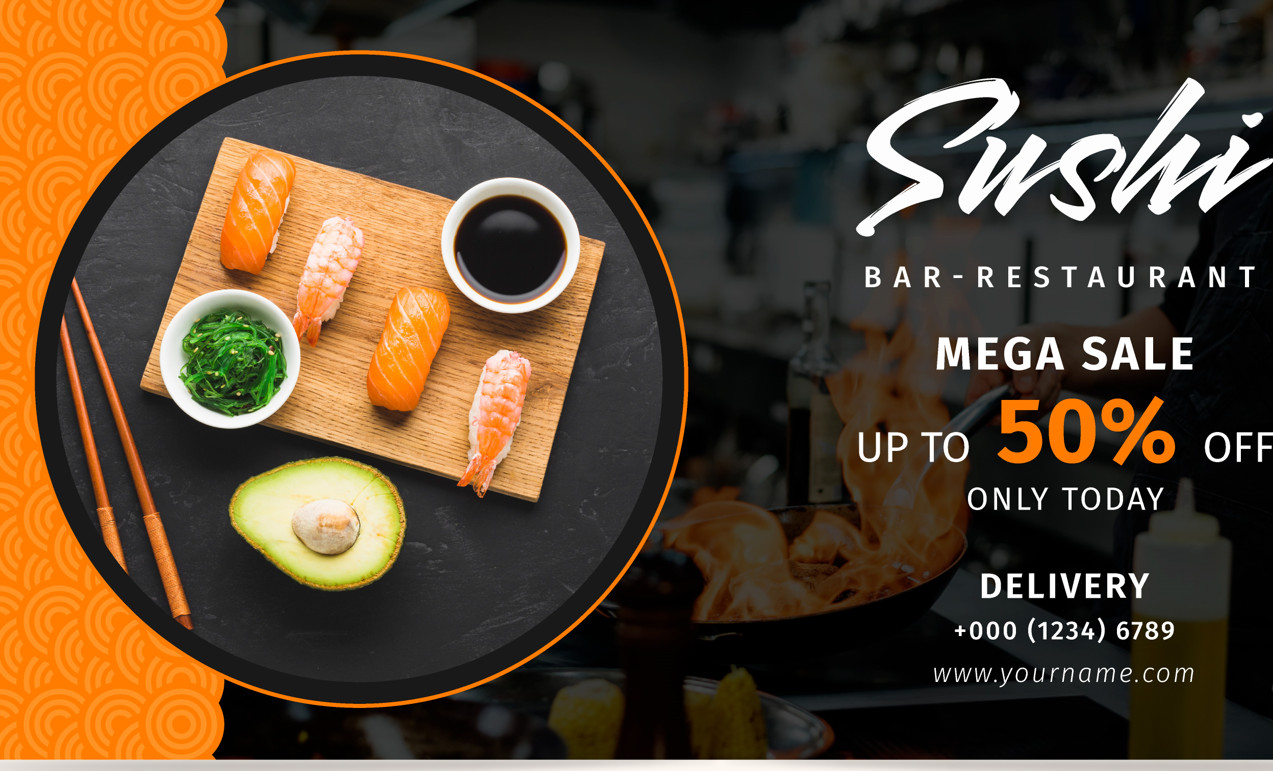 Sushi
BAR-RESTAURANT
MEGA SALE
UP TO 50% OFF
ONLY TODAY
DELIVERY
+000 (1234) 6789
www.yourname.com